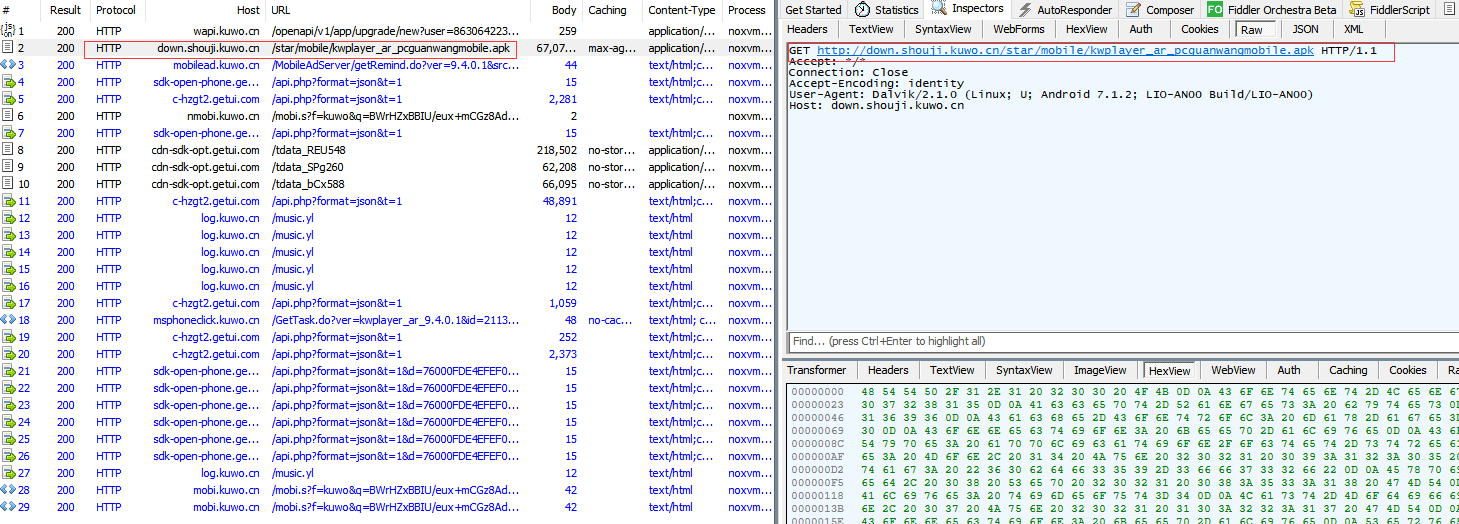 # Result Protocol Host URL Body Caching Content-Type Process
1 200 HTTP wapi.kuwo.cn /openapi/v1/app/upgrade/new?user=863064223... 259 application/... noxvm...
2 200 HTTP down.shouji.kuwo.cn /star/mobile/kwplayer_ar_pcguanwangmobile.apk 67,07... max-ag... application/... noxvm...
3 200 HTTP mobilead.kuwo.cn /MobileAdServer/getRemind.do?ver=9.4.0.1&src... 44 text/html;c... noxvm...
4 200 HTTP sdk-open-phone.ge... /api.php?format=json&t=1 15 text/html;c... noxvm...
5 200 HTTP c-hzgt2.getui.com /api.php?format=json&t=1 2,281 text/html;c... noxvm...
6 200 HTTP nmobi.kuwo.cn /mobi.s?f=kuwo&q=BWrHZxBBIU/eux+mCGz8Ad... 2 noxvm...
7 200 HTTP sdk-open-phone.ge... /api.php?format=json&t=1 15 text/html;c... noxvm...
8 200 HTTP cdn-sdk-opt.getui.com /tdata_REU548 218,502 no-stor... application/... noxvm...
9 200 HTTP cdn-sdk-opt.getui.com /tdata_SPg260 62,208 no-stor... application/... noxvm...
10 200 HTTP cdn-sdk-opt.getui.com /tdata_bCx588 66,095 no-stor... application/... noxvm...
11 200 HTTP c-hzgt2.getui.com /api.php?format=json&t=1 48,891 text/html;c... noxvm...
12 200 HTTP log.kuwo.cn /music.yl 12 text/html noxvm...
13 200 HTTP log.kuwo.cn /music.yl 12 text/html noxvm...
14 200 HTTP log.kuwo.cn /music.yl 12 text/html noxvm...
15 200 HTTP log.kuwo.cn /music.yl 12 text/html noxvm...
16 200 HTTP log.kuwo.cn /music.yl 12 text/html noxvm...
17 200 HTTP c-hzgt2.getui.com /api.php?format=json&t=1 1,059 text/html;c... noxvm...
18 200 HTTP msphoneclick.kuwo.cn /GetTask.do?ver=kwplayer_ar_9.4.0.1&id=2113... 48 no-cac... text/html; c... noxvm...
19 200 HTTP c-hzgt2.getui.com /api.php?format=json&t=1 252 text/html;c... noxvm...
20 200 HTTP c-hzgt2.getui.com /api.php?format=json&t=1 2,373 text/html;c... noxvm...
21 200 HTTP sdk-open-phone.ge... /api.php?format=json&t=1&d=76000FDE4EFEF0... 15 text/html;c... noxvm...
22 200 HTTP sdk-open-phone.ge... /api.php?format=json&t=1&d=76000FDE4EFEF0... 15 text/html;c... noxvm...
23 200 HTTP sdk-open-phone.ge... /api.php?format=json&t=1&d=76000FDE4EFEF0... 15 text/html;c... noxvm...
24 200 HTTP sdk-open-phone.ge... /api.php?format=json&t=1&d=76000FDE4EFEF0... 15 text/html;c... noxvm...
25 200 HTTP sdk-open-phone.ge... /api.php?format=json&t=1&d=76000FDE4EFEF0... 15 text/html;c... noxvm...
26 200 HTTP sdk-open-phone.ge... /api.php?format=json&t=1&d=76000FDE4EFEF0... 15 text/html;c... noxvm...
27 200 HTTP log.kuwo.cn /music.yl 12 text/html noxvm...
28 200 HTTP mobi.kuwo.cn /mobi.s?f=kuwo&q=BWrHZxBBIU/eux+mCGz8Ad... 42 noxvm...
29 200 HTTP mobi.kuwo.cn /mobi.s?f=kuwo&q=BWrHZxBBIU/eux+mCGz8Ad... 42 noxvm...
Get Started Statistics Inspectors AutoResponder Composer FO Fiddler Orchestra Beta FiddlerScript
Headers TextView SyntaxView WebForms HexView Auth Cookies Raw JSON XML
GET http://down.shouji.kuwo.cn/star/mobile/kwplayer_ar_pcguanwangmobile.apk HTTP/1.1
Accept: */*
Connection: Close
Accept-Encoding: identity
User-Agent: Dalvik/2.1.0 (Linux; U; Android 7.1.2; LIO-AN00 Build/LIO-AN00)
Host: down.shouji.kuwo.cn
Find... (press Ctrl+Enter to highlight all)
Transformer Headers TextView SyntaxView ImageView HexView WebView Auth Caching Cookies Ra
00000000 48 54 54 50 2F 31 2E 31 20 32 30 30 20 4F 4B 0D 0A 43 6F 6E 74 65 6E 74 2D 4C 65 6E 67
00000023 30 37 32 38 31 35 0D 0A 41 63 63 65 70 74 2D 52 61 6E 67 65 73 3A 20 62 79 74 65 73 0D
00000046 31 36 39 36 0D 0A 43 61 63 68 65 2D 43 6F 6E 74 72 6F 6C 3A 20 6D 61 78 2D 61 67 65 3D
00000069 30 0D 0A 43 6F 6E 6E 65 63 74 69 6F 6E 3A 20 6B 65 65 70 2D 61 6C 69 76 65 0D 0A 43 6F
0000008C 54 79 70 65 3A 20 61 70 70 6C 69 63 61 74 69 6F 6E 2F 6F 63 74 65 74 2D 73 74 72 65 61
000000AF 65 3A 20 4D 6F 6E 2C 20 31 34 20 4A 75 6E 20 32 30 32 31 20 30 39 3A 31 32 3A 30 35 20
000000D2 74 61 67 3A 20 22 36 30 62 64 66 33 35 39 2D 33 66 37 33 32 66 22 0D 0A 45 78 70 69
000000F5 65 64 2C 20 30 38 20 53 65 70 20 32 30 32 31 20 30 38 3A 35 33 3A 31 38 20 47 4D 54 0D
00000118 41 6C 69 76 65 3A 20 74 69 6D 65 6F 75 74 3D 34 0D 0A 4C 61 73 74 2D 4D 6F 64 69 66 69
0000013B 6E 2C 20 30 37 20 4A 75 6E 20 32 30 32 31 20 31 30 3A 32 32 3A 31 37 20 47 4D 54 0D 0A
0000015E 43 6F 6E 6E 65 63 74 69 6F 6E 3A 20 6B 65 65 70 2D 61 6C 69 76 65 0D 0A 53 65 72 76 65